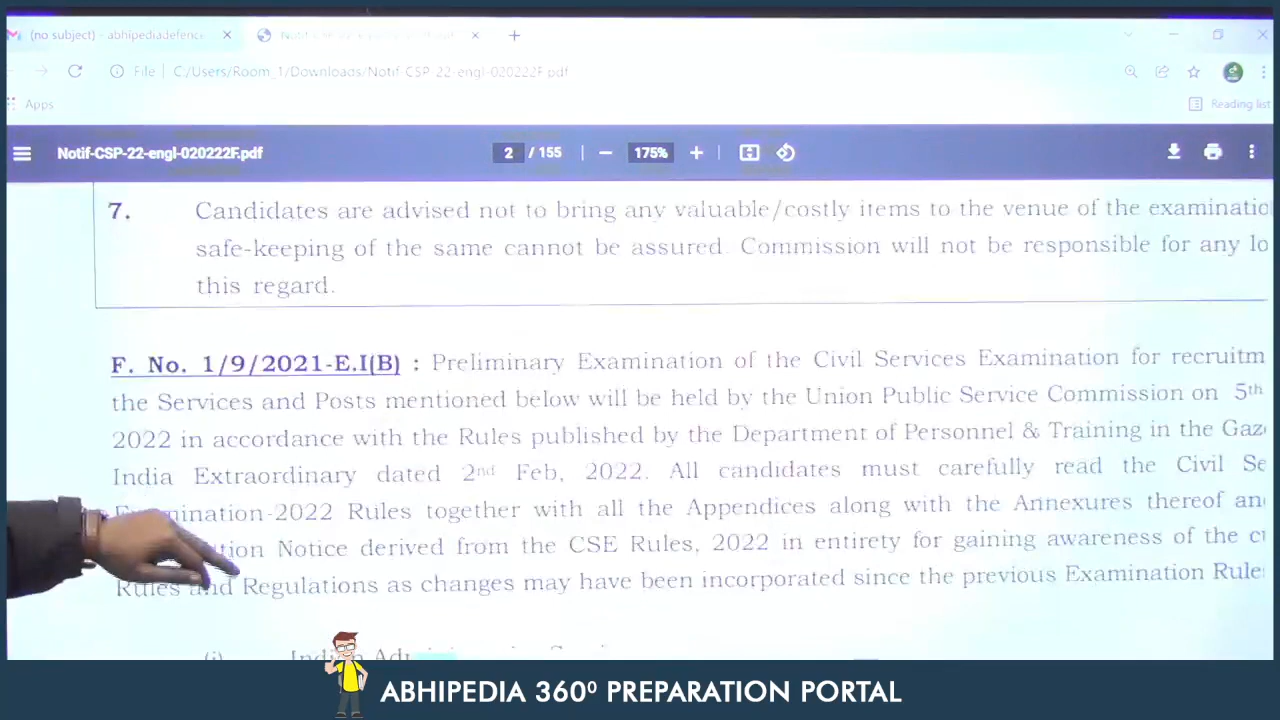 (no subject) - abhipediadefence
File C:/Users/Room_1/Downloads/Notif-CSP-22-engl-020222F.pdf
Apps
Reading list
Notif-CSP-22-engl-020222F.pdf
2 / 155
175%
7. Candidates are advised not to bring any valuable/costly items to the venue of the examinatio
safe-keeping of the same cannot be assured. Commission will not be responsible for any lo
this regard.
F. No. 1/9/2021-E.I(B) : Preliminary Examination of the Civil Services Examination for recruitm
the Services and Posts mentioned below will be held by the Union Public Service Commission on 5th
2022 in accordance with the Rules published by the Department of Personnel & Training in the Gaz
India Extraordinary dated 2nd Feb, 2022. All candidates must carefully read the Civil Se
mination-2022 Rules together with all the Appendices along with the Annexures thereof an
tion Notice derived from the CSE Rules, 2022 in entirety for gaining awareness of the cu
Rules and Regulations as changes may have been incorporated since the previous Examination Rule
(i) Indian
ABHIPEDIA 360⁰ PREPARATION PORTAL